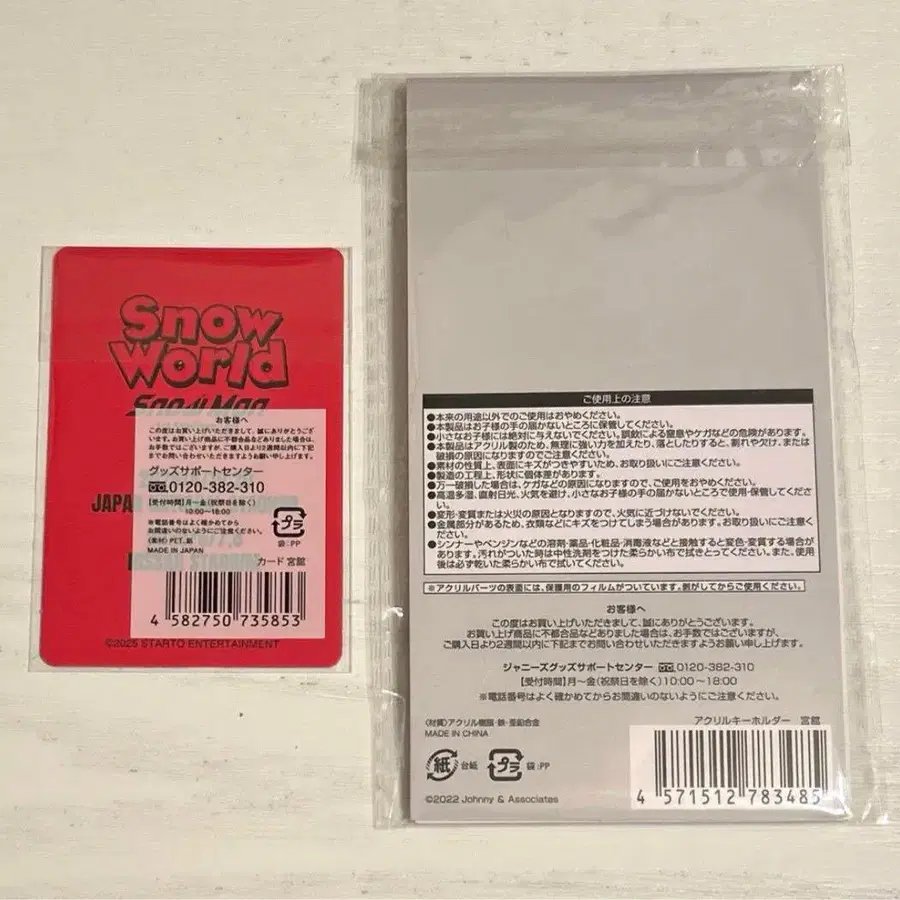 Snow
World
Snow Man
お客様へ
この度はお買い上げいただきまして、誠にありがとうござ
います。お買い上げ商品に不都合品などありました場合は、
お手数ではございますが、ご購入日より2週間以内に下記
までお問い合わせいただきますようお願い申し上げます。
グッズサポートセンター
0120-382-310
【受付時間】月〜金(祝祭日を除く)
10:00〜18:00
JAPAN
※電話番号はよく確かめてから
お間違いのないようにご注意ください。
(素材) PET、紙
プラ
袋:PP
MADE IN JAPAN
カード 宮舘
4 582750 735853
©2025 STARTO ENTERTAINMENT
ご使用上の注意
●本来の用途以外でのご使用はおやめください。
●本製品はお子様の手の届かないところに保管してください。
●小さなお子様には絶対に与えないでください。誤飲による窒息やケガなどの危険があります。
●本製品はアクリル製のため、無理に強い力を加えたり、落としたりすると、割れや欠け、または
破損の原因になりますのでご注意ください。
●素材の性質上、表面にキズがつきやすいため、お取り扱いにご注意ください。
●製造の工程上、形状に個体差があります。
●万一破損した場合は、ケガなどの原因になりますので、ご使用をおやめください。
●高温多湿、直射日光、火気を避け、小さなお子様の手の届かないところで使用・保管してくださ
い。
●変形・変質または火災の原因となりますので、火気に近づけないでください。
●金属部分があるため、衣類などにキズをつけてしまう場合があります。お取り扱いにご注意くだ
さい。
●シンナーやベンジンなどの溶剤・薬品・化粧品・消毒液などと接触すると変色・変質する場合が
あります。汚れがついた時は中性洗剤をつけた柔らかい布で拭きとってください。また、使用
後は必ず乾いた柔らかい布で拭いてください。
※アクリルパーツの表面には、保護用のフィルムがついています。剥がしてからご使用ください。
お客様へ
この度はお買い上げいただきまして、誠にありがとうございます。
お買い上げ商品に不都合品などありました場合は、お手数ではございますが、
ご購入日より2週間以内に下記までお問い合わせいただきますようお願い申し上げます。
ジャニーズグッズサポートセンター 0120-382-310
【受付時間】月〜金(祝祭日を除く)10:00〜18:00
※電話番号はよく確かめてからお間違いのないようにご注意ください。
〈材質〉アクリル樹脂・鉄・亜鉛合金
MADE IN CHINA
アクリルキーホルダー 宮舘
紙 台紙 プラ 袋:PP
4 571512 783485
©2022 Johnny & Associates